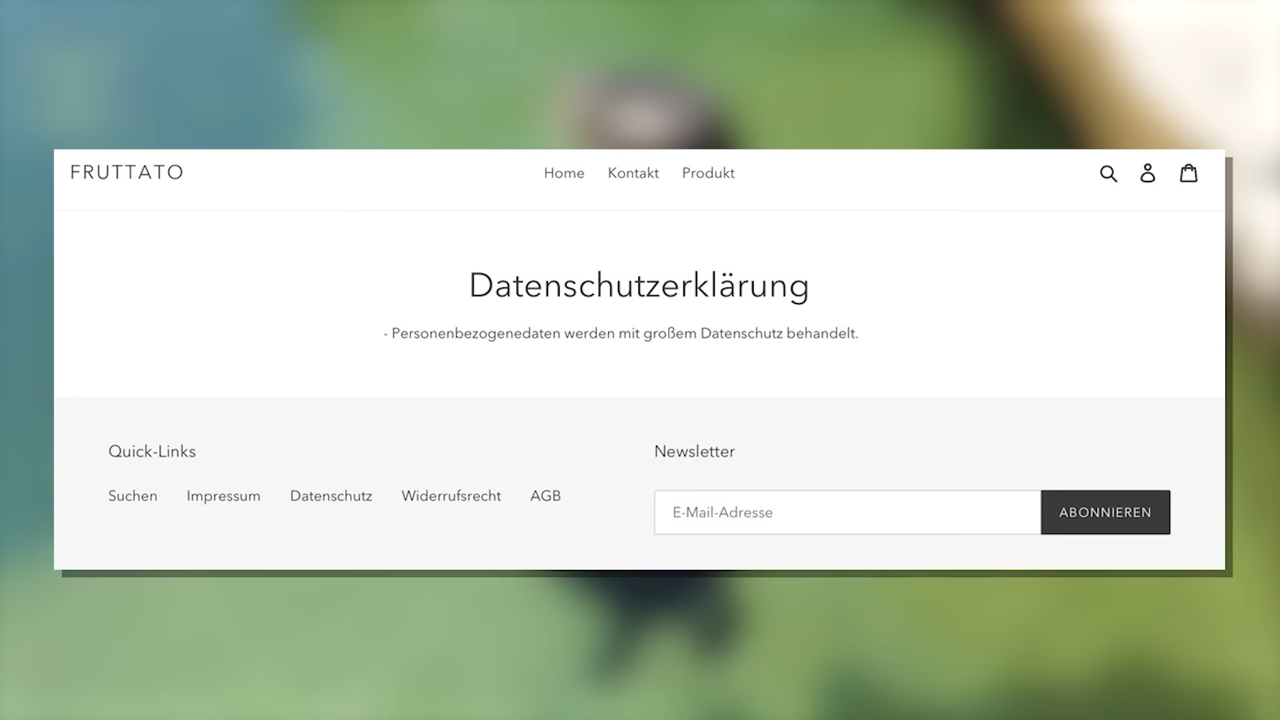 FRUTTATO
Home Kontakt Produkt
Datenschutzerklärung
- Personenbezogenedaten werden mit großem Datenschutz behandelt.
Quick-Links
Suchen Impressum Datenschutz Widerrufsrecht AGB
Newsletter
E-Mail-Adresse ABONNIEREN